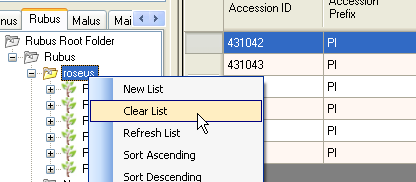 nus Rubus Malus Mai
Rubus Root Folder
Rubus
roseus
New List
Clear List
Refresh List
Sort Ascending
Sort Descending
Accession ID Accession Prefix
431042 PI
431043 PI
PI
PI
PI